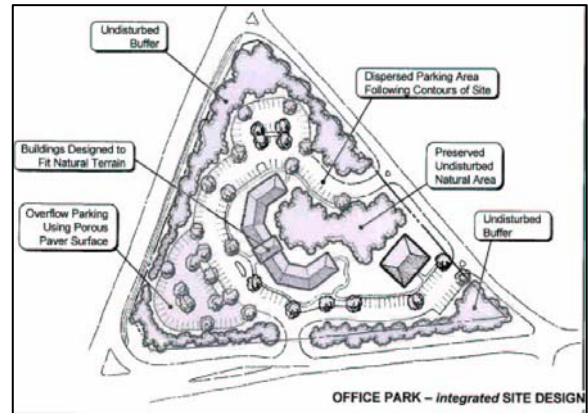 Undisturbed
Buffer
Dispersed Parking Area
Following Contours of Site
Buildings Designed to
Fit Natural Terrain
Preserved
Undisturbed
Natural Area
Overflow Parking
Using Porous
Paver Surface
Undisturbed
Buffer
OFFICE PARK – integrated SITE DESIGN